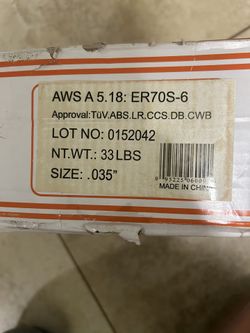 AWS A 5.18: ER70S-6
Approval:TüV.ABS.LR.CCS.DB.CWB
LOT NO: 0152042
NT.WT.: 33LBS
SIZE: .035”
MADE IN CHINA